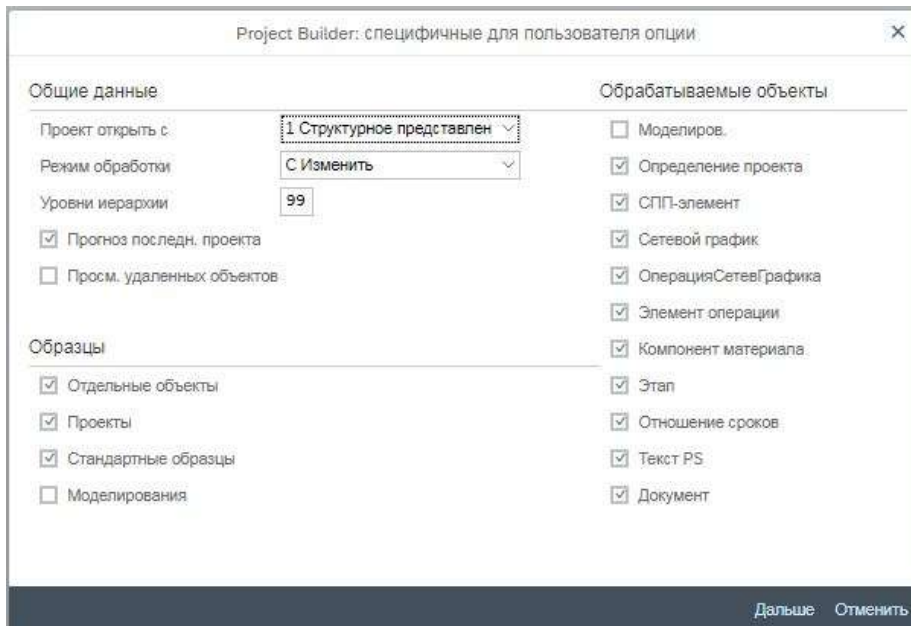 Project Builder: специфичные для пользователя опции
Общие данные
Проект открыть с
1 Структурное представлен
Режим обработки
С Изменить
Уровни иерархии
99
Прогноз последн. проекта
Просм. удаленных объектов
Образцы
Отдельные объекты
Проекты
Стандартные образцы
Моделирования
Обрабатываемые объекты
Моделиров.
Определение проекта
СПП-элемент
Сетевой график
ОперацияСетевГрафика
Элемент операции
Компонент материала
Этап
Отношение сроков
Текст PS
Документ
Дальше Отменить